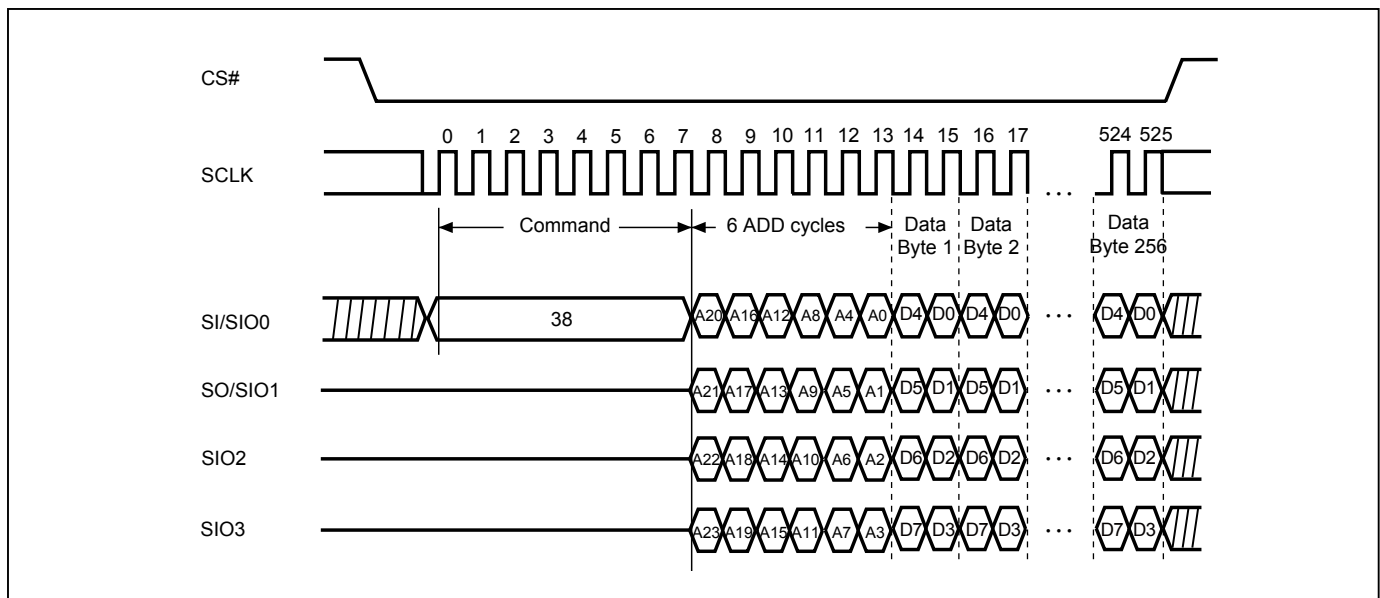 CS#
0 1 2 3 4 5 6 7 8 9 10 11 12 13 14 15 16 17 524 525
SCLK
...
Command 6 ADD cycles Data Byte 1 Data Byte 2 Data Byte 256
SI/SIO0 38 A20 A16 A12 A8 A4 A0 D4 D0 D4 D0 ... D4 D0
SO/SIO1 A21 A17 A13 A9 A5 A1 D5 D1 D5 D1 ... D5 D1
SIO2 A22 A18 A14 A10 A6 A2 D6 D2 D6 D2 ... D6 D2
SIO3 A23 A19 A15 A11 A7 A3 D7 D3 D7 D3 ... D7 D3